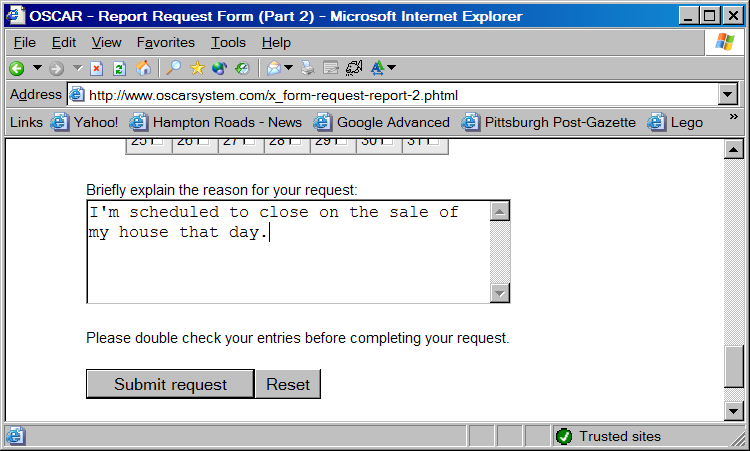 OSCAR - Report Request Form (Part 2) - Microsoft Internet Explorer
File Edit View Favorites Tools Help
Address http://www.oscarsystem.com/x_form-request-report-2.phtml
Links Yahoo! Hampton Roads - News Google Advanced Pittsburgh Post-Gazette Lego »
25 26 27 28 29 30 31
Briefly explain the reason for your request:
I'm scheduled to close on the sale of
my house that day.
Please double check your entries before completing your request.
Submit request Reset
Trusted sites